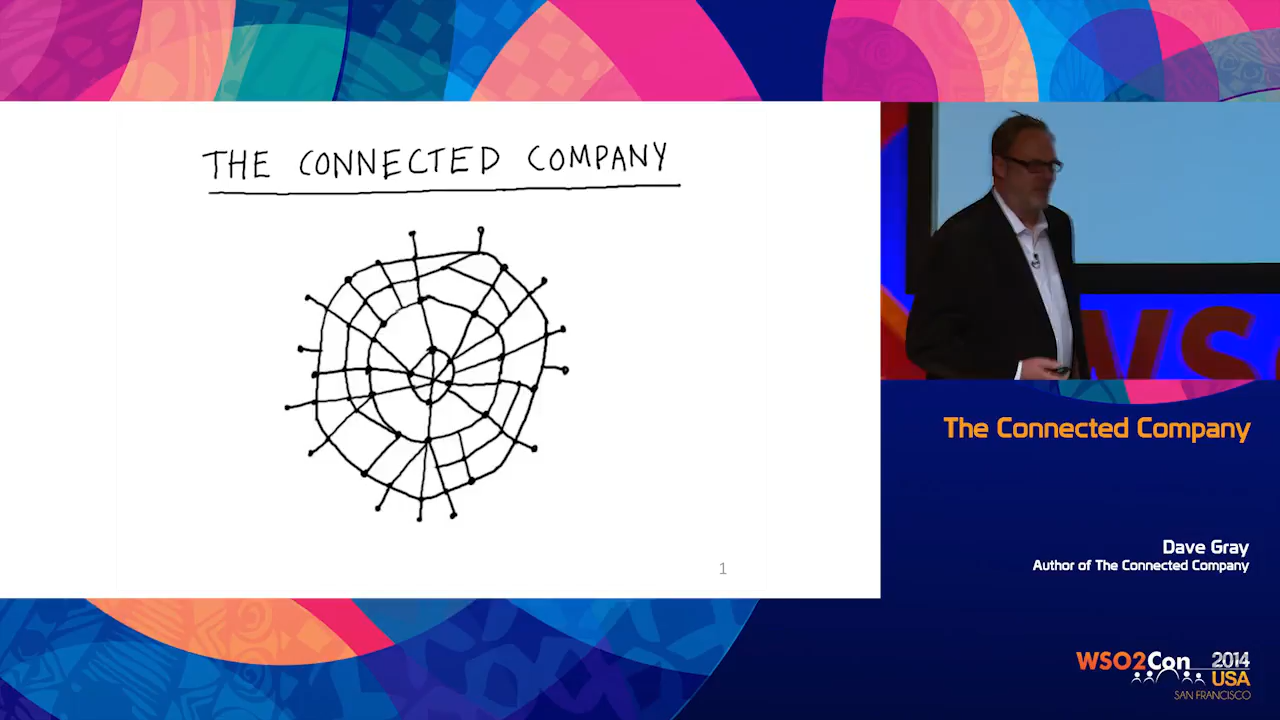 THE CONNECTED COMPANY
1
WSO
The Connected Company
Dave Gray
Author of The Connected Company
WSO2Con 2014
USA
SAN FRANCISCO